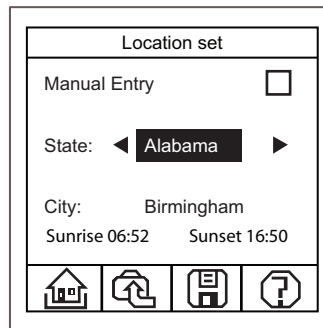 Location set
Manual Entry
State: Alabama
City: Birmingham
Sunrise 06:52 Sunset 16:50
?